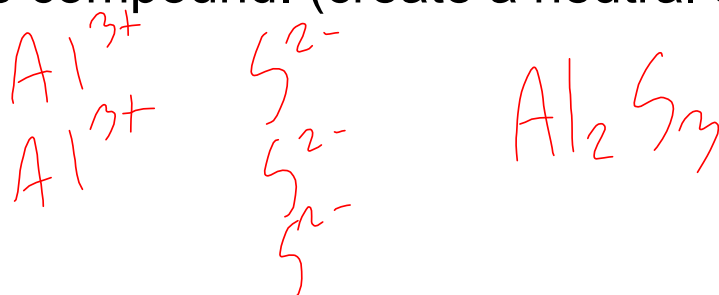 compound. (create a neutral
Al³⁺ S²⁻
Al³⁺ S²⁻ Al₂S₃
S²⁻